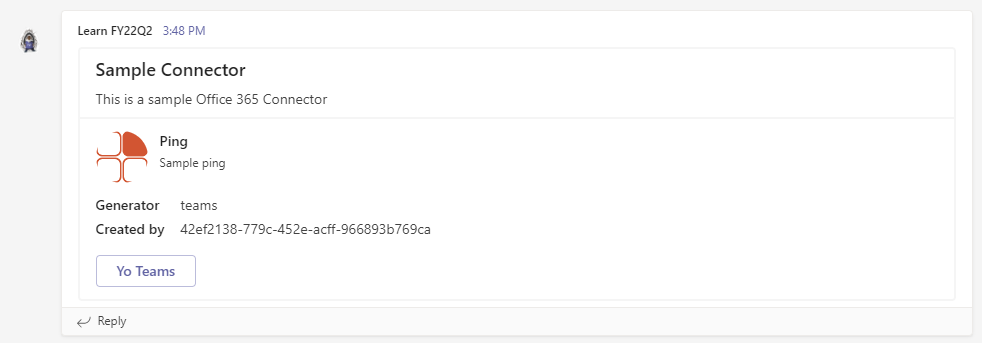 Learn FY22Q2 3:48 PM
Sample Connector
This is a sample Office 365 Connector
Ping
Sample ping
Generator teams
Created by 42ef2138-779c-452e-acff-966893b769ca
Yo Teams
Reply